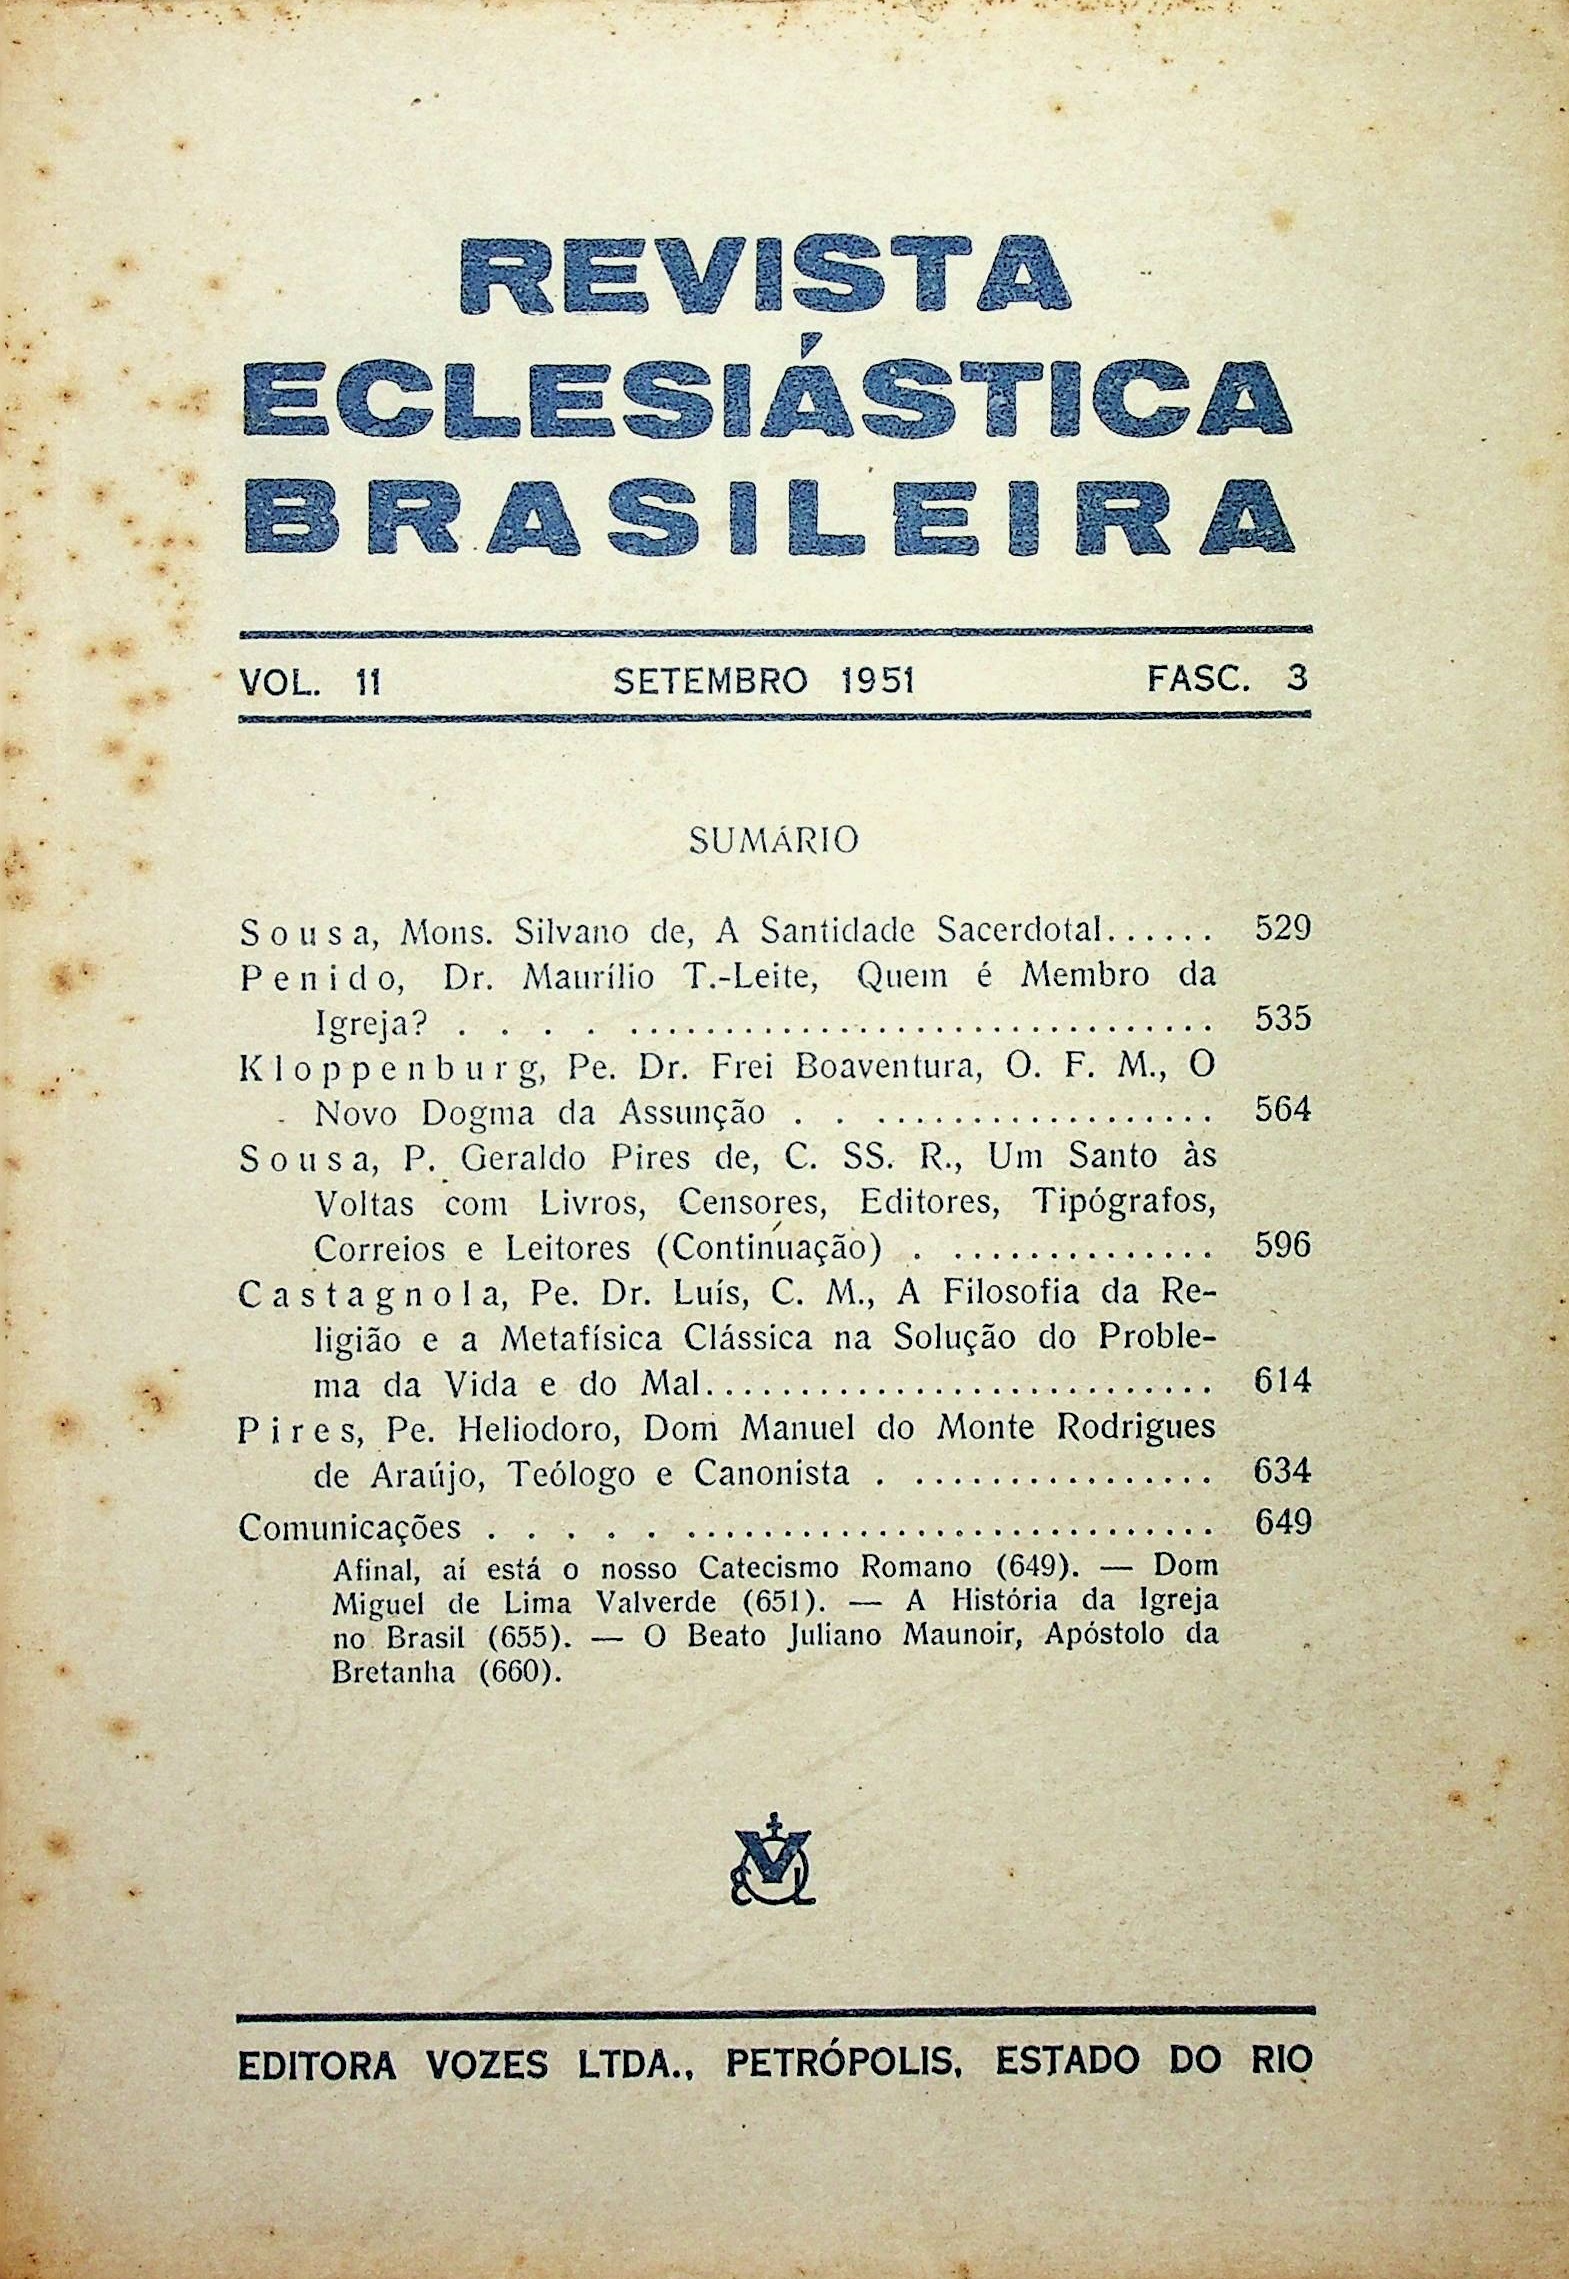 REVISTA
ECLESIÁSTICA
BRASILEIRA
VOL. 11 SETEMBRO 1951 FASC. 3
SUMÁRIO
Sousa, Mons. Silvano de, A Santidade Sacerdotal...... 529
Penido, Dr. Maurílio T.-Leite, Quem é Membro da
Igreja? . . . . ............................... 535
Kloppenburg, Pe. Dr. Frei Boaventura, O. F. M., O
Novo Dogma da Assunção . . .................. 564
Sousa, P. Geraldo Pires de, C. SS. R., Um Santo às
Voltas com Livros, Censores, Editores, Tipógrafos,
Correios e Leitores (Continuação) . .............. 596
Castagnola, Pe. Dr. Luís, C. M., A Filosofia da Re-
ligião e a Metafísica Clássica na Solução do Proble-
ma da Vida e do Mal........................... 614
Pires, Pe. Heliodoro, Dom Manuel do Monte Rodrigues
de Araújo, Teólogo e Canonista . ................ 634
Comunicações . . . . . ............................ 649
Afinal, aí está o nosso Catecismo Romano (649). — Dom
Miguel de Lima Valverde (651). — A História da Igreja
no Brasil (655). — O Beato Juliano Maunoir, Apóstolo da
Bretanha (660).
V
EDITORA VOZES LTDA., PETRÓPOLIS, ESTADO DO RIO